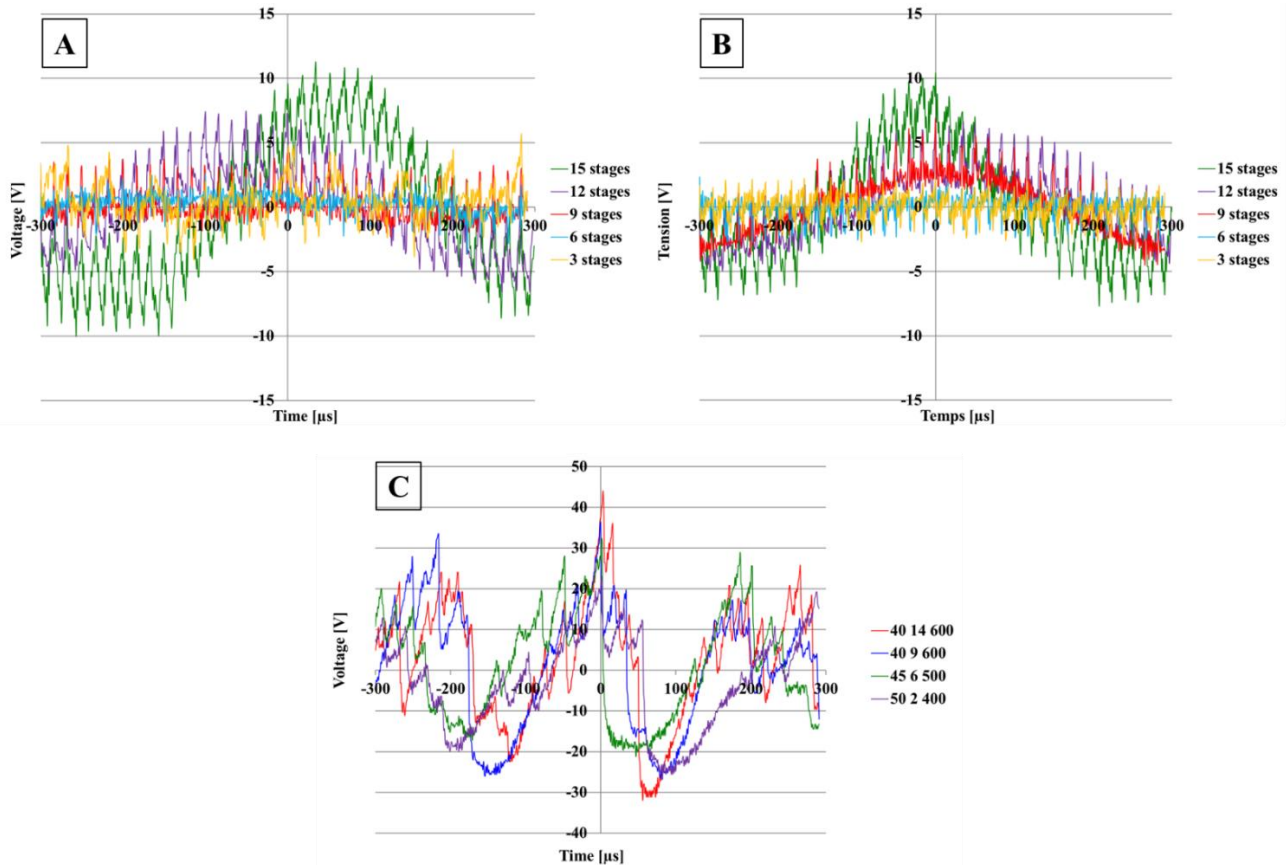 A
15
10
5
0
-5
-10
-15
-300
-200
-100
0
100
200
300
Voltage [V]
Time [µs]
15 stages
12 stages
9 stages
6 stages
3 stages
B
15
10
5
0
-5
-10
-15
-300
-200
-100
0
100
200
300
Tension [V]
Temps [µs]
15 stages
12 stages
9 stages
6 stages
3 stages
C
50
40
30
20
10
0
-10
-20
-30
-40
-300
-200
-100
0
100
200
300
Voltage [V]
Time [µs]
40 14 600
40 9 600
45 6 500
50 2 400